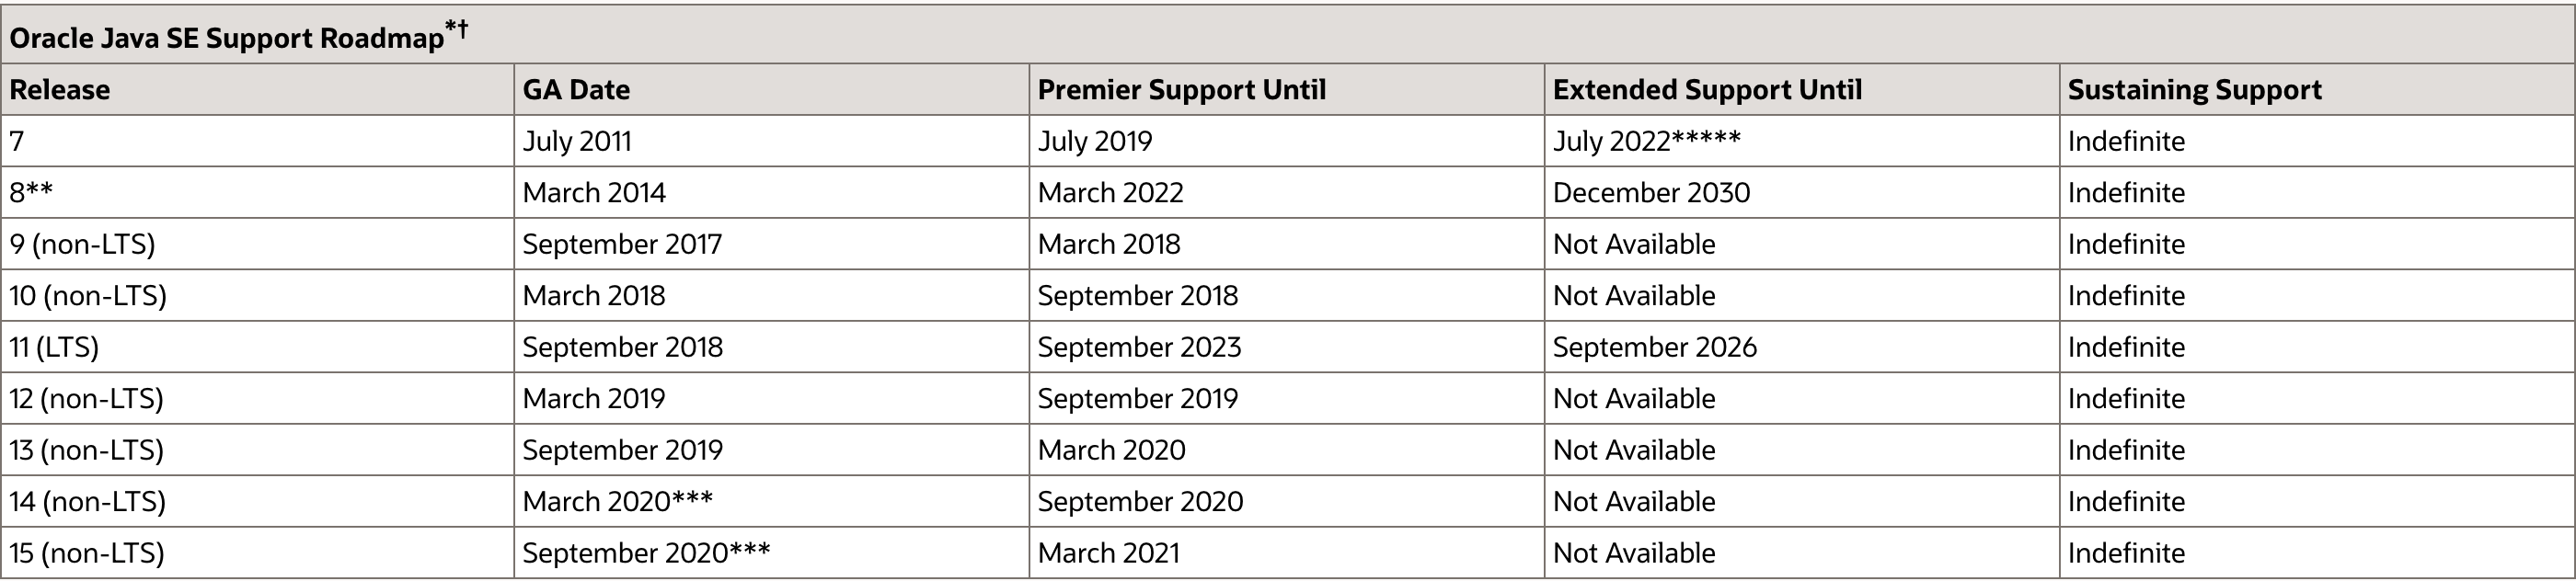 Oracle Java SE Support Roadmap*†
Release GA Date Premier Support Until Extended Support Until Sustaining Support
7 July 2011 July 2019 July 2022***** Indefinite
8** March 2014 March 2022 December 2030 Indefinite
9 (non-LTS) September 2017 March 2018 Not Available Indefinite
10 (non-LTS) March 2018 September 2018 Not Available Indefinite
11 (LTS) September 2018 September 2023 September 2026 Indefinite
12 (non-LTS) March 2019 September 2019 Not Available Indefinite
13 (non-LTS) September 2019 March 2020 Not Available Indefinite
14 (non-LTS) March 2020*** September 2020 Not Available Indefinite
15 (non-LTS) September 2020*** March 2021 Not Available Indefinite